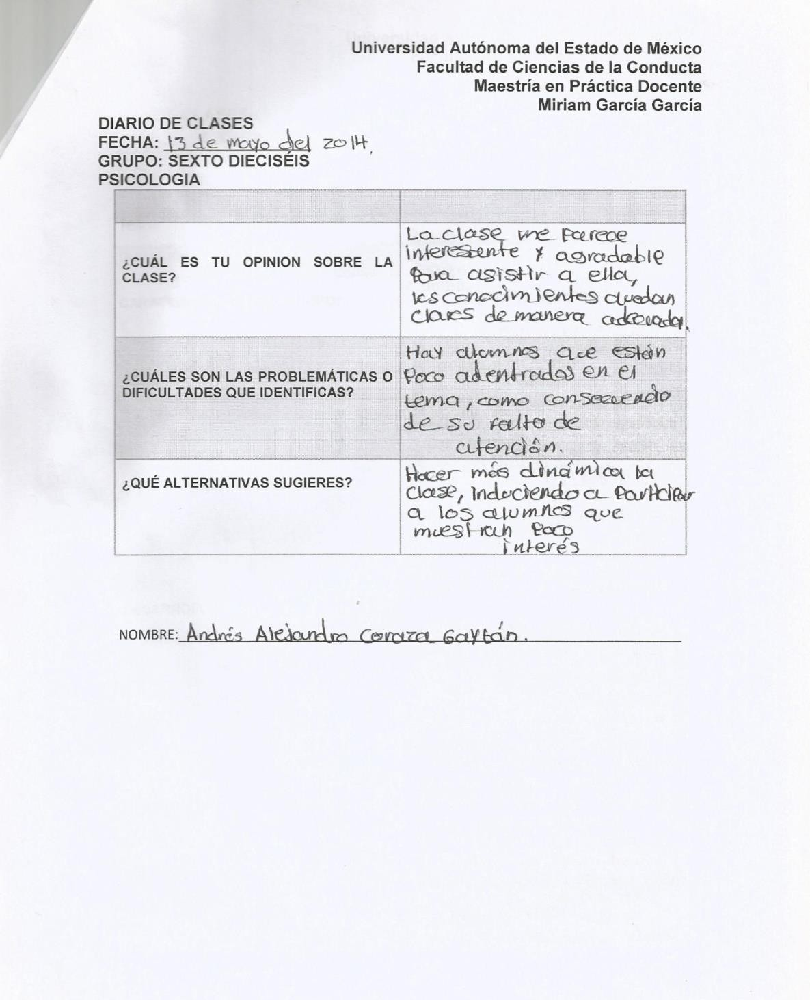 Universidad Autónoma del Estado de México
Facultad de Ciencias de la Conducta
Maestría en Práctica Docente
Miriam García García
DIARIO DE CLASES
FECHA: 13 de mayo del 2014.
GRUPO: SEXTO DIECISÉIS
PSICOLOGIA
¿CUÁL ES TU OPINION SOBRE LA
CLASE?
La clase me parece
interesante y agradable
para asistir a ella,
los conocimientos quedan
claros de manera adecuada.
¿CUÁLES SON LAS PROBLEMÁTICAS O
DIFICULTADES QUE IDENTIFICAS?
Hay alumnos que están
poco adentrados en el
tema, como consecuencia
de su falta de
atención.
¿QUÉ ALTERNATIVAS SUGIERES?
Hacer más dinámica la
clase, induciendo a participar
a los alumnos que
muestran poco
interés
NOMBRE: Andrés Alejandro Coraza Gaytán.